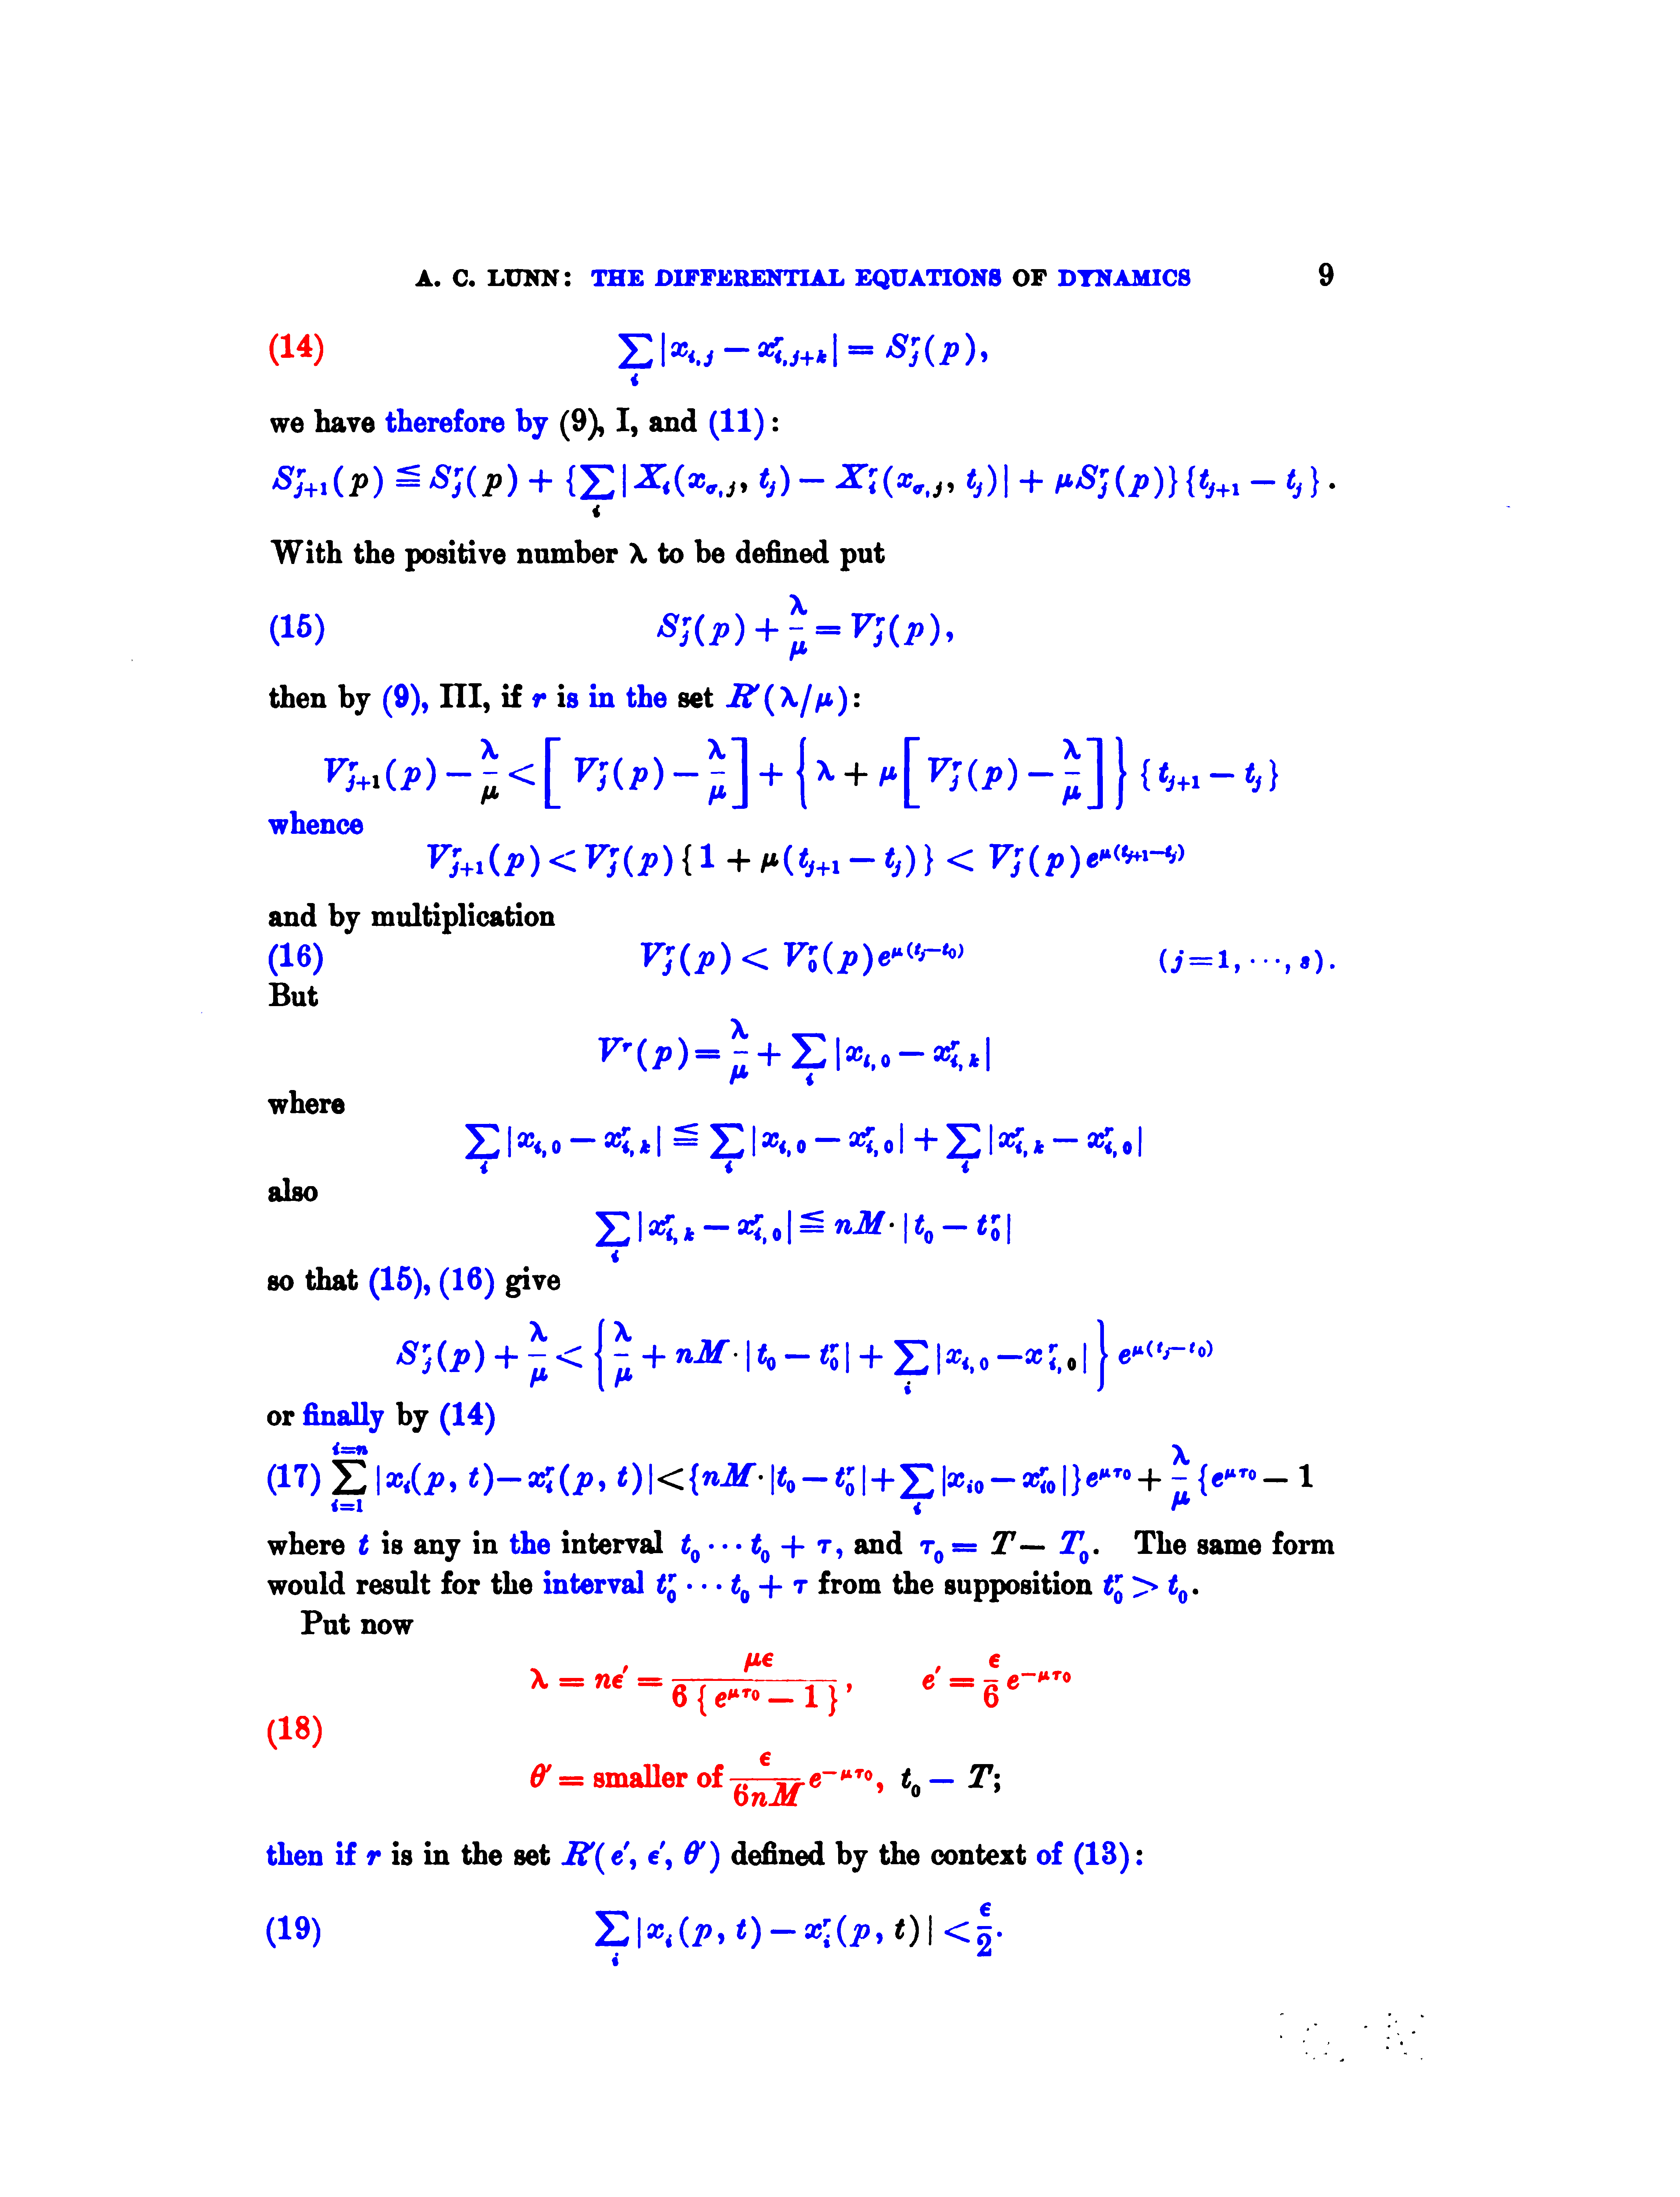 A. C. LUNN: THE DIFFERENTIAL EQUATIONS OF DYNAMICS 9
(14) $\sum_i |x_{i,j} - x^r_{i,j+k}| = S^r_j(p),$
we have therefore by (9), I, and (11):
$S^r_{j+1}(p) \leqq S^r_j(p) + \{\sum_i |X_i(x_{\sigma,j}, t_j) - X^r_i(x_{\sigma,j}, t_j)| + \mu S^r_j(p)\}\{t_{j+1} - t_j\}.$
With the positive number λ to be defined put
(15) $S^r_j(p) + \frac{\lambda}{\mu} = V^r_j(p),$
then by (9), III, if r is in the set $R'(\lambda/\mu)$:
$V^r_{j+1}(p) - \frac{\lambda}{\mu} < \left[ V^r_j(p) - \frac{\lambda}{\mu} \right] + \left\{ \lambda + \mu \left[ V^r_j(p) - \frac{\lambda}{\mu} \right] \right\} \{t_{j+1} - t_j\}$
whence
$V^r_{j+1}(p) < V^r_j(p)\{1 + \mu(t_{j+1} - t_j)\} < V^r_j(p)e^{\mu(t_{j+1}-t_j)}$
and by multiplication
(16) $V^r_j(p) < V^r_0(p)e^{\mu(t_j-t_0)}$ $(j=1, \cdots, s).$
But
$V^r(p) = \frac{\lambda}{\mu} + \sum_i |x_{i,0} - x^r_{i,k}|$
where
$\sum_i |x_{i,0} - x^r_{i,k}| \leqq \sum_i |x_{i,0} - x^r_{i,0}| + \sum_i |x^r_{i,k} - x^r_{i,0}|$
also
$\sum_i |x^r_{i,k} - x^r_{i,0}| \leqq nM \cdot |t_0 - t^r_0|$
so that (15), (16) give
$S^r_j(p) + \frac{\lambda}{\mu} < \left\{ \frac{\lambda}{\mu} + nM \cdot |t_0 - t^r_0| + \sum_i |x_{i,0} - x^r_{i,0}| \right\} e^{\mu(t_j-t_0)}$
or finally by (14)
(17) $\sum_{i=1}^{i=n} |x_i(p, t) - x^r_i(p, t)| < \{nM \cdot |t_0 - t^r_0| + \sum_i |x_{i0} - x^r_{i0}|\}e^{\mu\tau_0} + \frac{\lambda}{\mu} \{e^{\mu\tau_0} - 1$
where t is any in the interval $t_0 \cdots t_0 + \tau$, and $\tau_0 = T - T_0$. The same form
would result for the interval $t^r_0 \cdots t_0 + \tau$ from the supposition $t^r_0 > t_0$.
Put now
$\lambda = n\epsilon' = \frac{\mu\epsilon}{6\{e^{\mu\tau_0} - 1\}}, \quad e' = \frac{\epsilon}{6} e^{-\mu\tau_0}$
(18)
$\theta' =$ smaller of $\frac{\epsilon}{6nM} e^{-\mu\tau_0}, \ t_0 - T;$
then if r is in the set $R'(e', \epsilon', \theta')$ defined by the context of (13):
(19) $\sum_i |x_i(p, t) - x^r_i(p, t)| < \frac{\epsilon}{2}.$